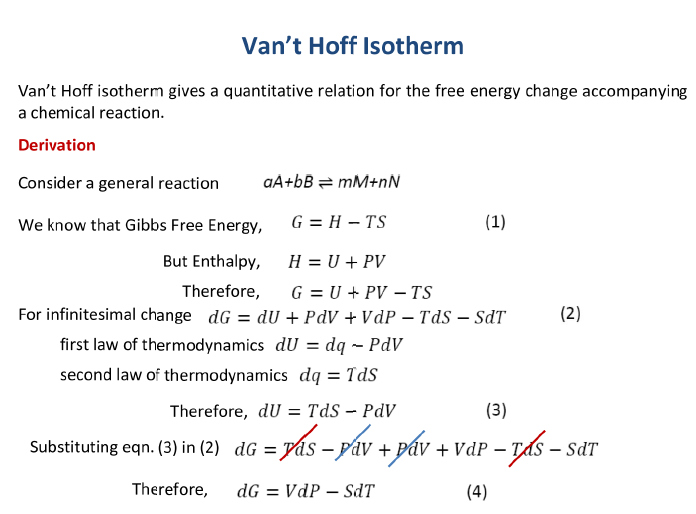 Van't Hoff Isotherm
Van't Hoff isotherm gives a quantitative relation for the free energy change accompanying
a chemical reaction.
Derivation
Consider a general reaction aA+bB ⇌ mM+nN
We know that Gibbs Free Energy, G = H − TS (1)
But Enthalpy, H = U + PV
Therefore, G = U + PV − TS
For infinitesimal change dG = dU + PdV + VdP − TdS − SdT (2)
first law of thermodynamics dU = dq ~ PdV
second law of thermodynamics dq = TdS
Therefore, dU = TdS − PdV (3)
Substituting eqn. (3) in (2) dG = TdS − PdV + PdV + VdP − TdS − SdT
Therefore, dG = VdP − SdT (4)